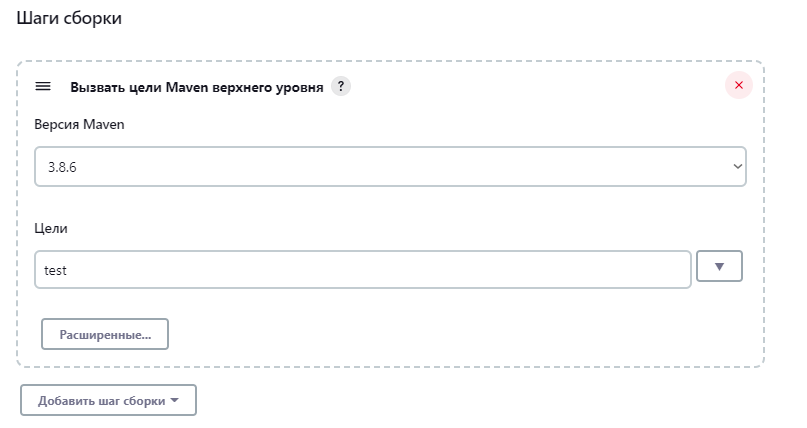 Шаги сборки
Вызвать цели Maven верхнего уровня ?
Версия Maven
3.8.6
Цели
test
Расширенные...
Добавить шаг сборки